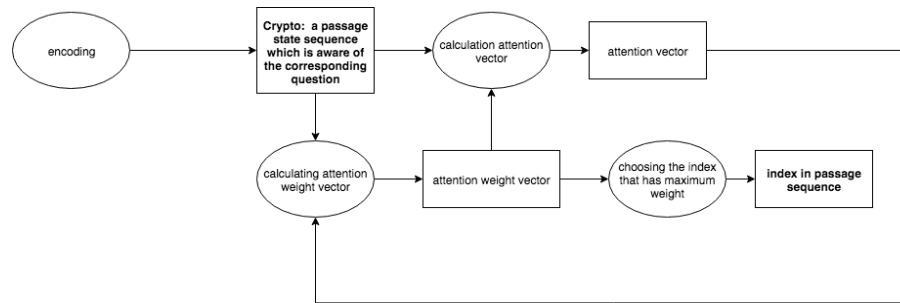 encoding
Crypto: a passage
state sequence
which is aware of
the corresponding
question
calculation attention
vector
attention vector
calculating attention
weight vector
attention weight vector
choosing the index
that has maximum
weight
index in passage
sequence